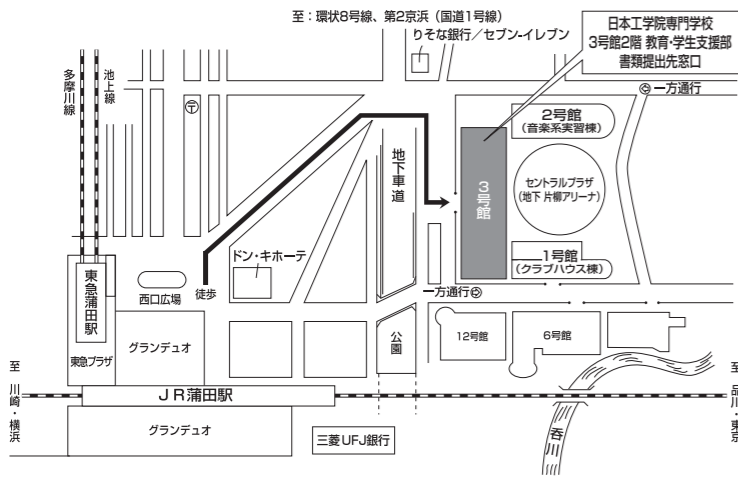 至：環状8号線、第2京浜（国道1号線）
りそな銀行／セブン-イレブン
日本工学院専門学校
3号館2階 教育・学生支援部
書類提出先窓口
多摩川線
池上線
〒
一方通行
2号館
（音楽系実習棟）
地下車道
3号館
セントラルプラザ
（地下 片柳アリーナ）
1号館
（クラブハウス棟）
ドン・キホーテ
東急蒲田駅
西口広場
徒歩
一方通行
東急プラザ
グランデュオ
公園
12号館
6号館
至 川崎・横浜
JR蒲田駅
至 品川・東京
グランデュオ
三菱UFJ銀行
呑川